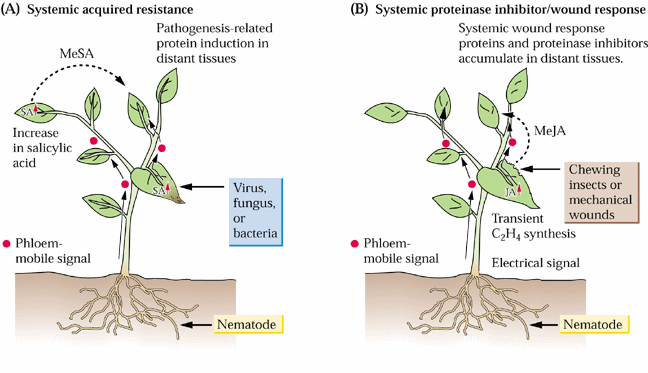 (A) Systemic acquired resistance
Pathogenesis-related
protein induction in
distant tissues
MeSA
SA
Increase
in salicylic
acid
SA
Virus,
fungus,
or
bacteria
Phloem-
mobile signal
Nematode
(B) Systemic proteinase inhibitor/wound response
Systemic wound response
proteins and proteinase inhibitors
accumulate in distant tissues.
MeJA
Chewing
insects or
mechanical
wounds
JA
Transient
C₂H₄ synthesis
Phloem-
mobile signal
Electrical signal
Nematode